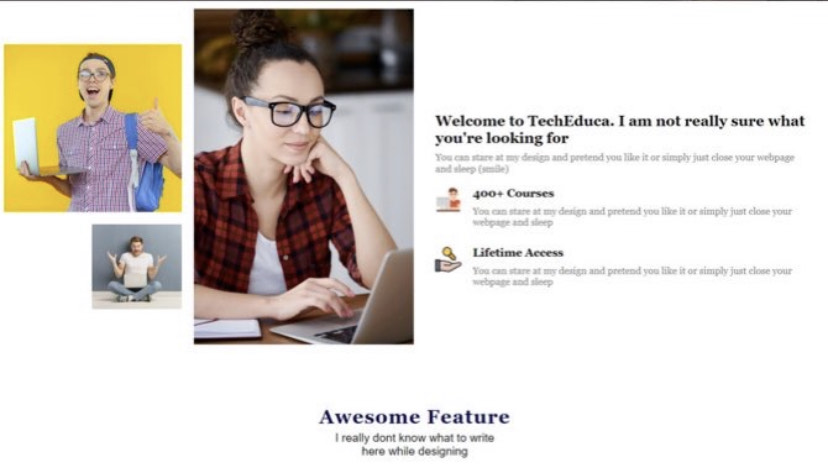 Welcome to TechEduca. I am not really sure what
you're looking for
You can stare at my design and pretend you like it or simply just close your webpage
and sleep (smile)
400+ Courses
You can stare at my design and pretend you like it or simply just close your
webpage and sleep
Lifetime Access
You can stare at my design and pretend you like it or simply just close your
webpage and sleep
Awesome Feature
I really dont know what to write
here while designing